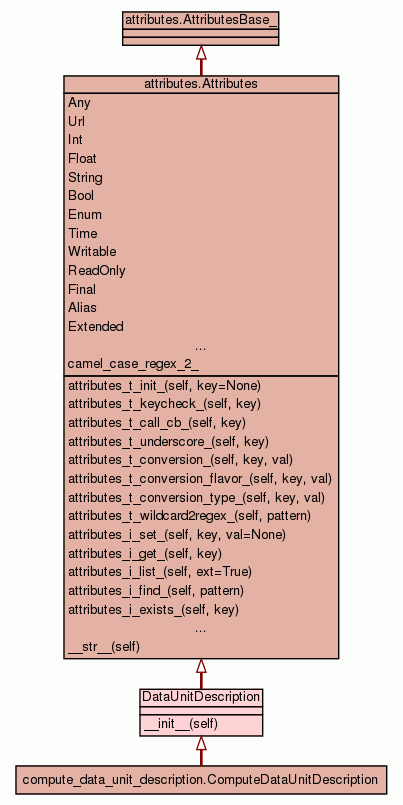 attributes.AttributesBase_
attributes.Attributes
Any
Url
Int
Float
String
Bool
Enum
Time
Writable
ReadOnly
Final
Alias
Extended
...
camel_case_regex_2_
attributes_t_init_(self, key=None)
attributes_t_keycheck_(self, key)
attributes_t_call_cb_(self, key)
attributes_t_underscore_(self, key)
attributes_t_conversion_(self, key, val)
attributes_t_conversion_flavor_(self, key, val)
attributes_t_conversion_type_(self, key, val)
attributes_t_wildcard2regex_(self, pattern)
attributes_i_set_(self, key, val=None)
attributes_i_get_(self, key)
attributes_i_list_(self, ext=True)
attributes_i_find_(self, pattern)
attributes_i_exists_(self, key)
...
__str__(self)
DataUnitDescription
__init__(self)
compute_data_unit_description.ComputeDataUnitDescription